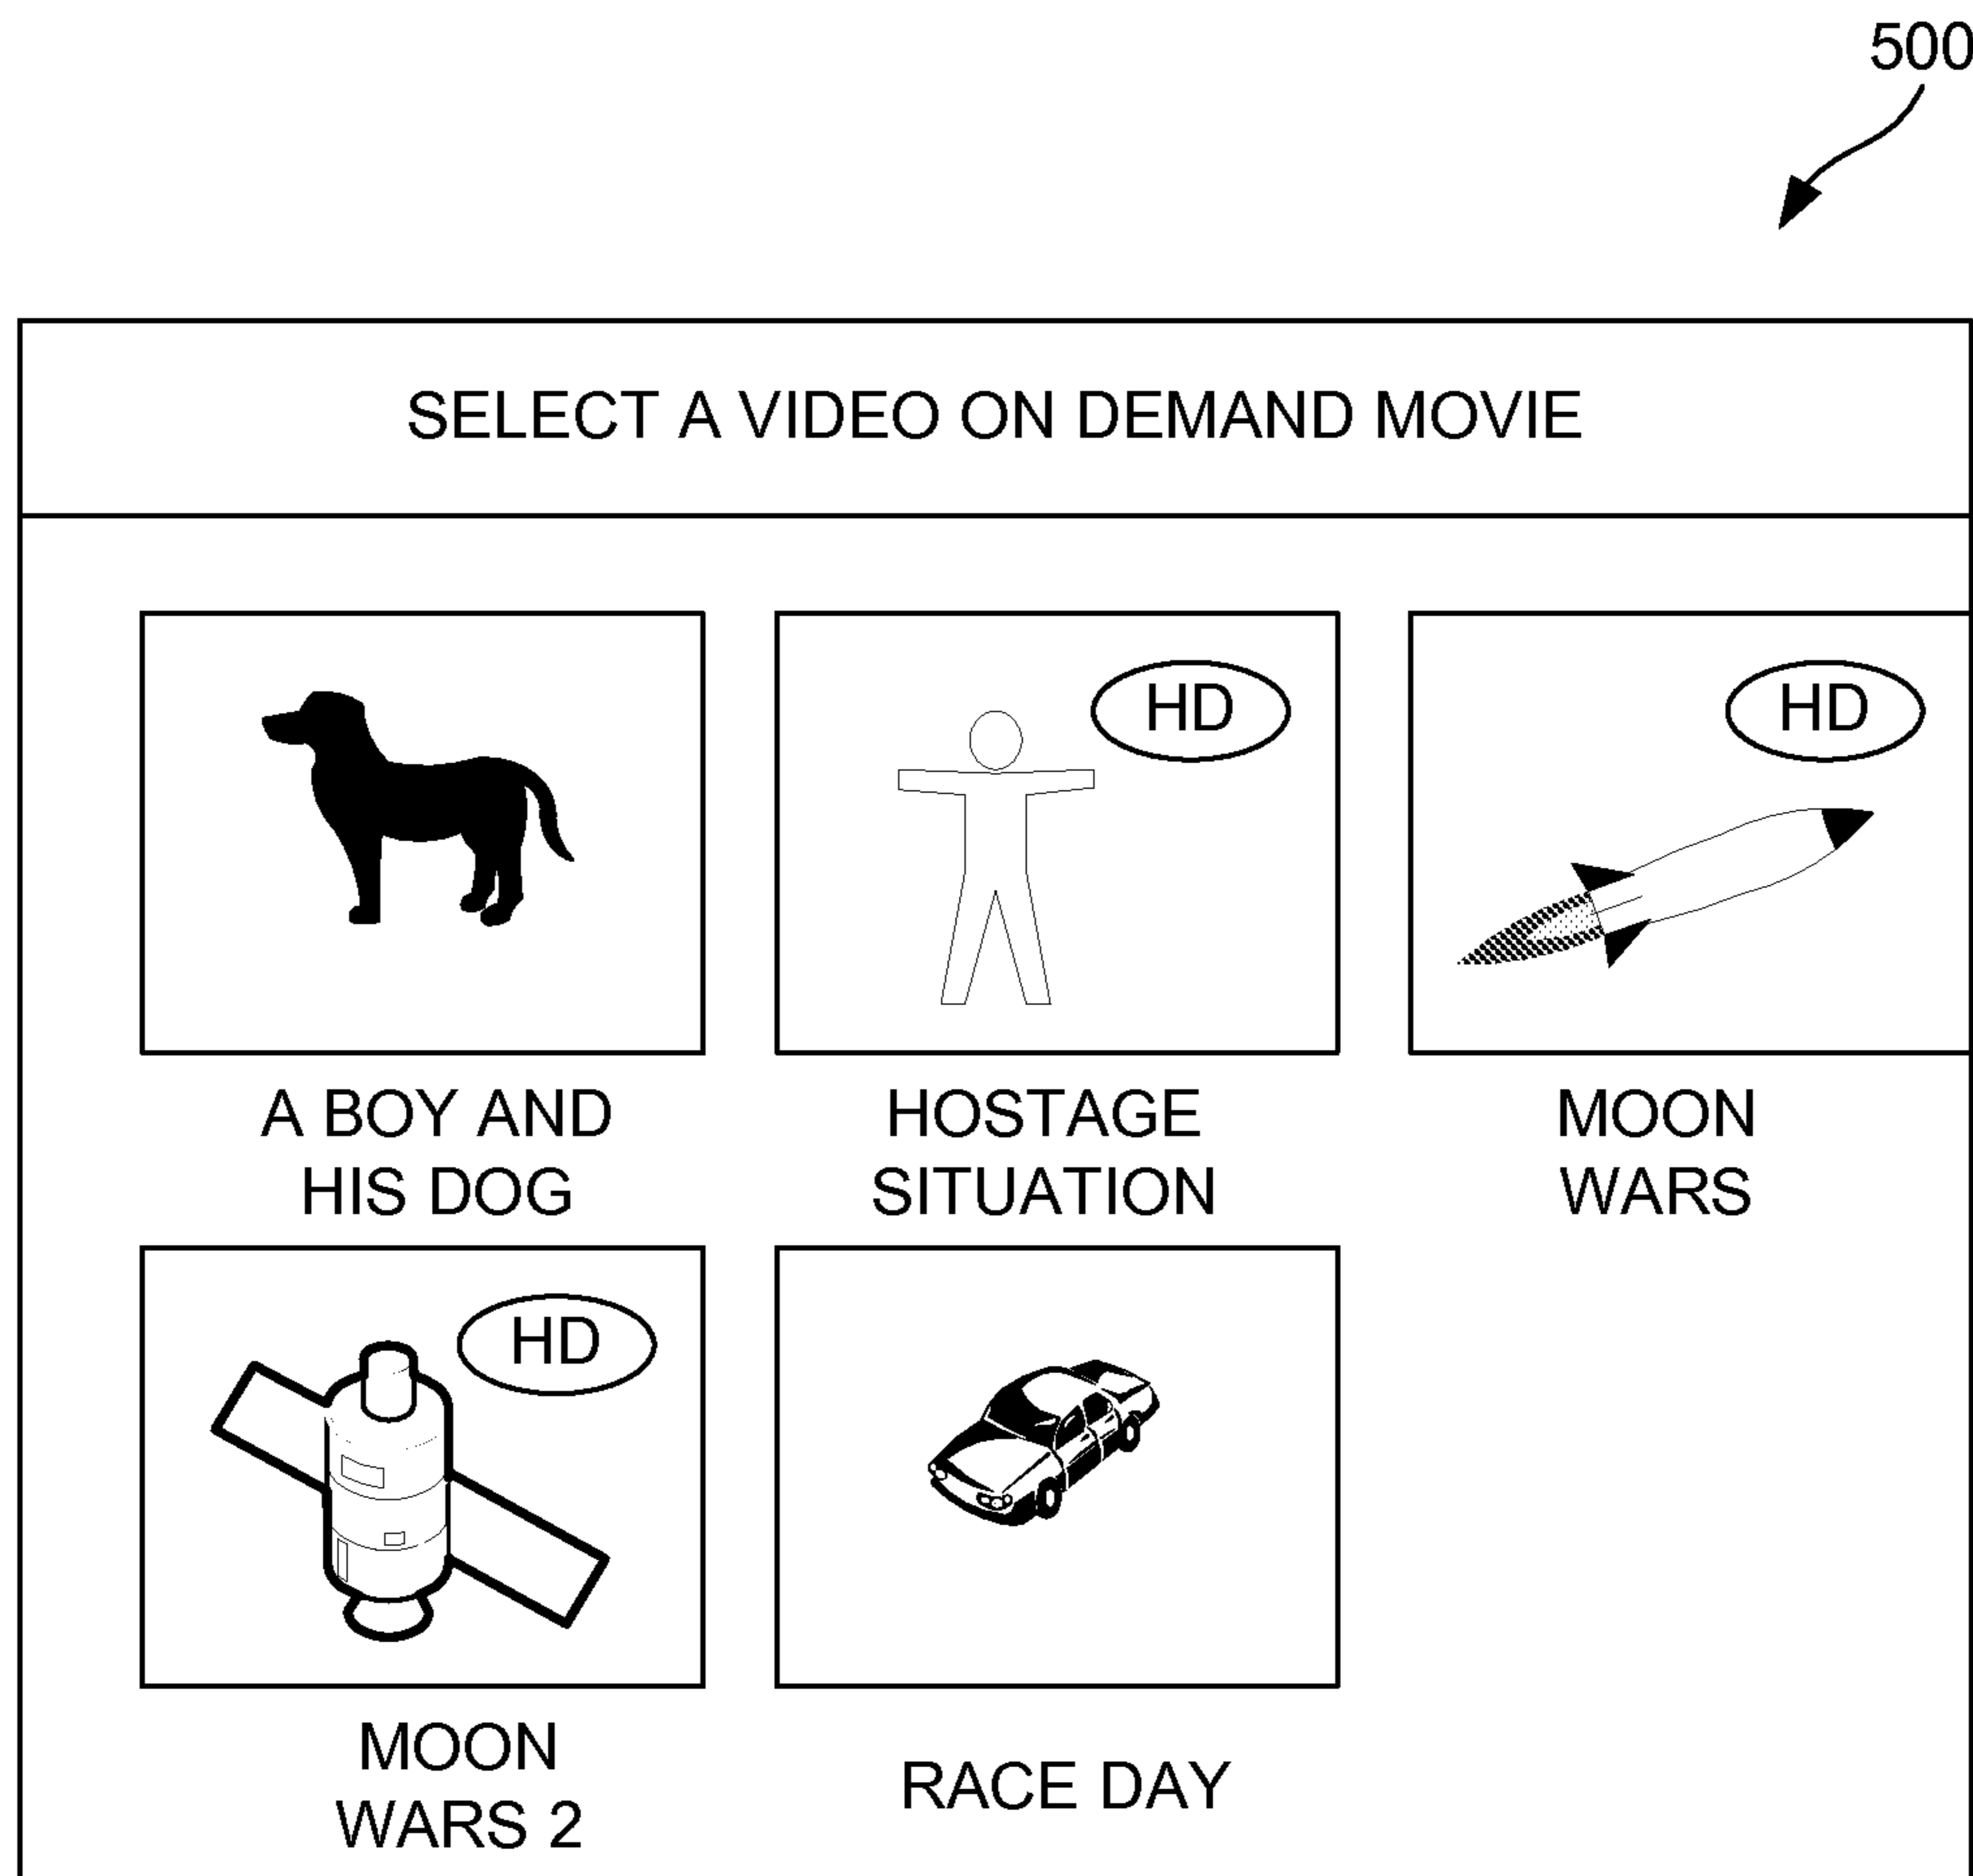 500
SELECT A VIDEO ON DEMAND MOVIE
HD
HD
A BOY AND
HIS DOG
HOSTAGE
SITUATION
MOON
WARS
HD
MOON
WARS 2
RACE DAY